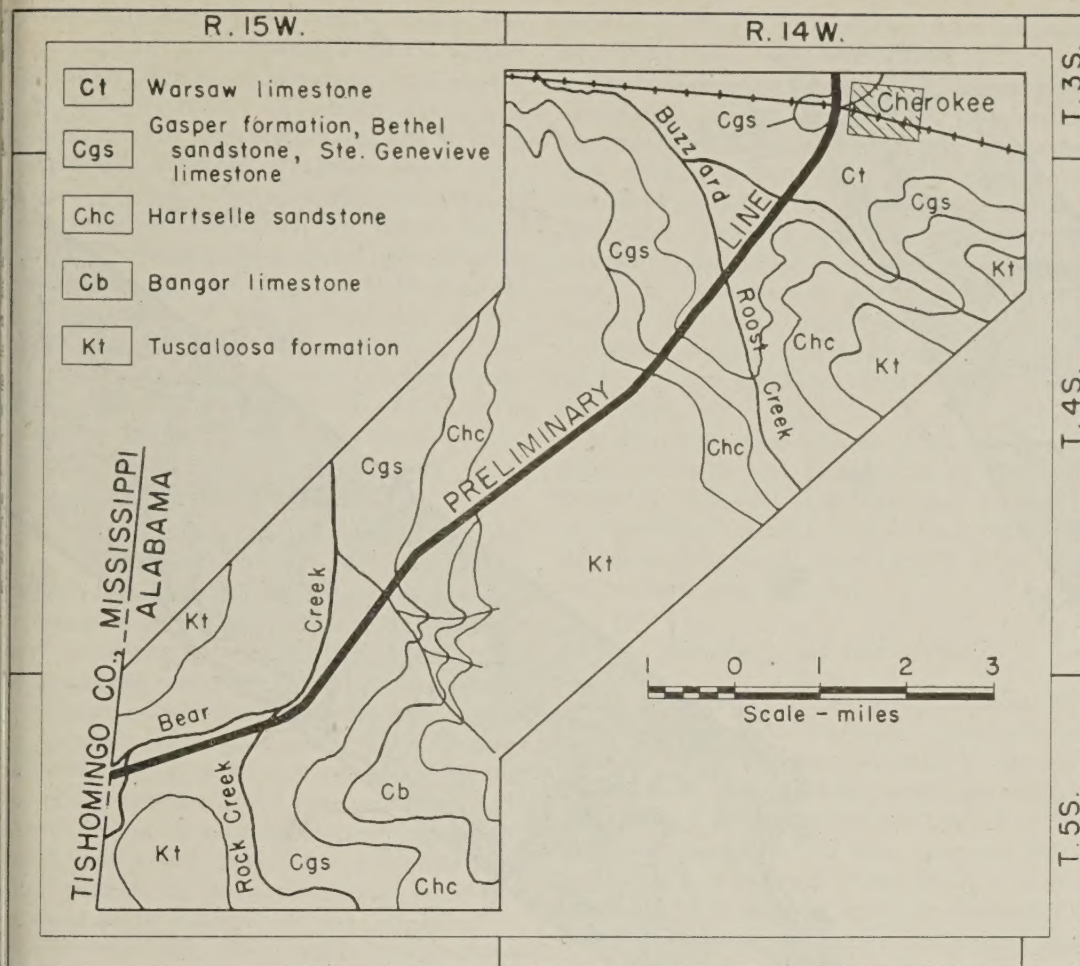 R. 15 W.
R. 14 W.
T. 3 S.
T. 4 S.
T. 5 S.
Ct Warsaw limestone
Cgs Gasper formation, Bethel
sandstone, Ste. Genevieve
limestone
Chc Hartselle sandstone
Cb Bangor limestone
Kt Tuscaloosa formation
Cherokee
Cgs
Buzzard
Roost
Creek
Ct
Cgs
Kt
LINE
Cgs
Chc
Kt
PRELIMINARY
Chc
Chc
Cgs
Kt
TISHOMINGO CO., MISSISSIPPI
ALABAMA
Kt
Creek
Bear
1 0 1 2 3
Scale - miles
Rock Creek
Cb
Kt
Cgs
Chc